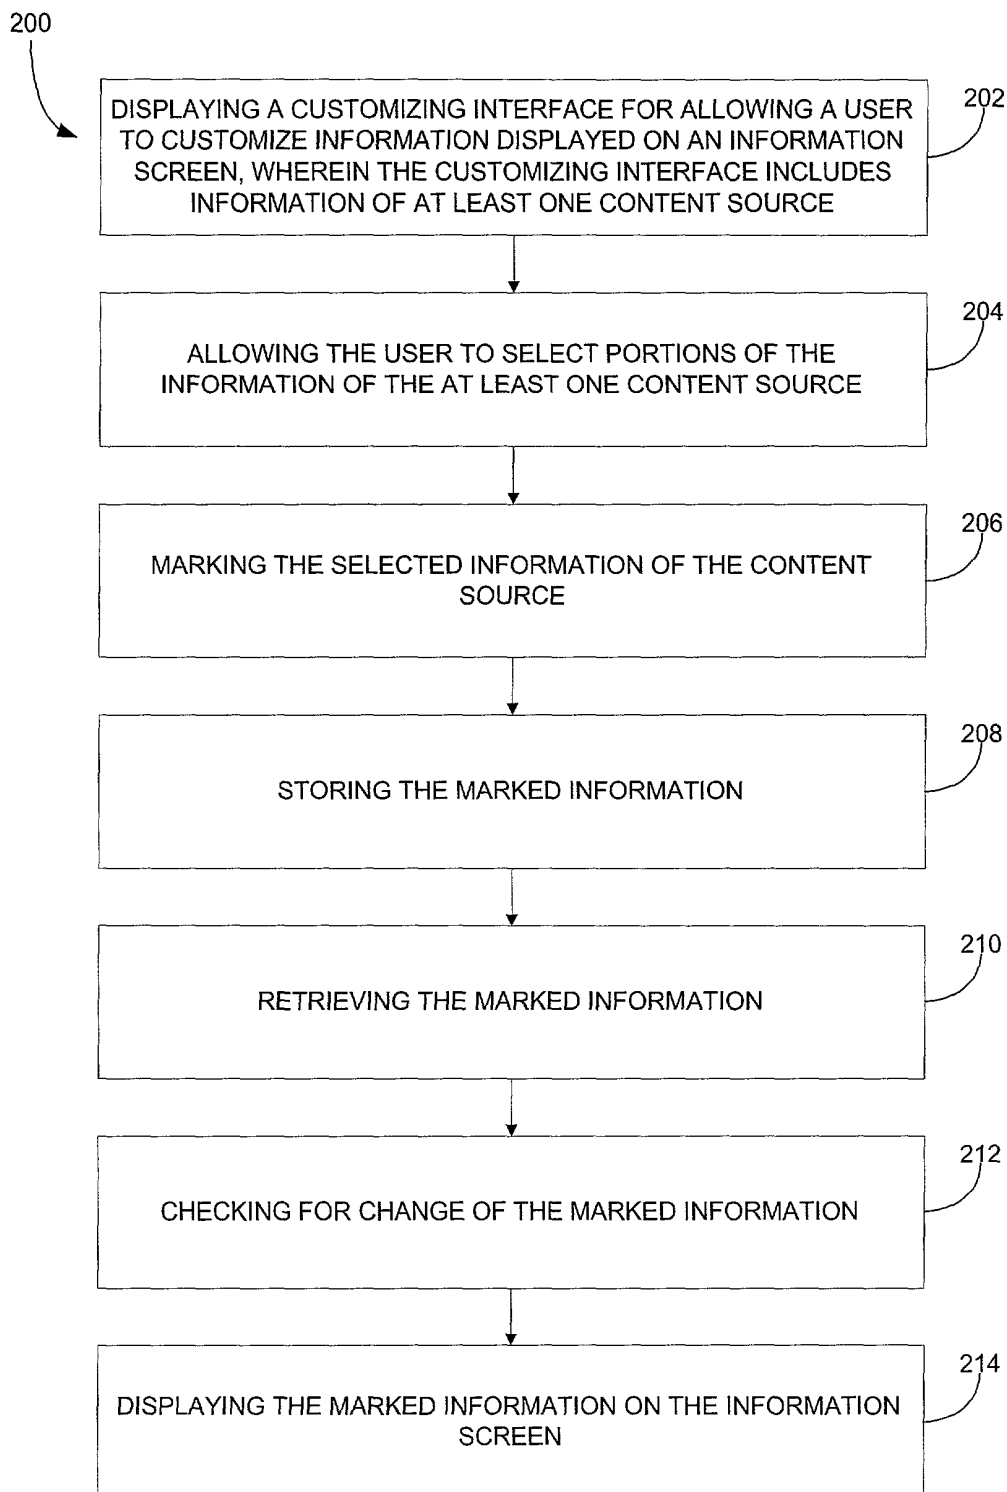 200
DISPLAYING A CUSTOMIZING INTERFACE FOR ALLOWING A USER
TO CUSTOMIZE INFORMATION DISPLAYED ON AN INFORMATION
SCREEN, WHEREIN THE CUSTOMIZING INTERFACE INCLUDES
INFORMATION OF AT LEAST ONE CONTENT SOURCE
202
ALLOWING THE USER TO SELECT PORTIONS OF THE
INFORMATION OF THE AT LEAST ONE CONTENT SOURCE
204
MARKING THE SELECTED INFORMATION OF THE CONTENT
SOURCE
206
STORING THE MARKED INFORMATION
208
RETRIEVING THE MARKED INFORMATION
210
CHECKING FOR CHANGE OF THE MARKED INFORMATION
212
DISPLAYING THE MARKED INFORMATION ON THE INFORMATION
SCREEN
214